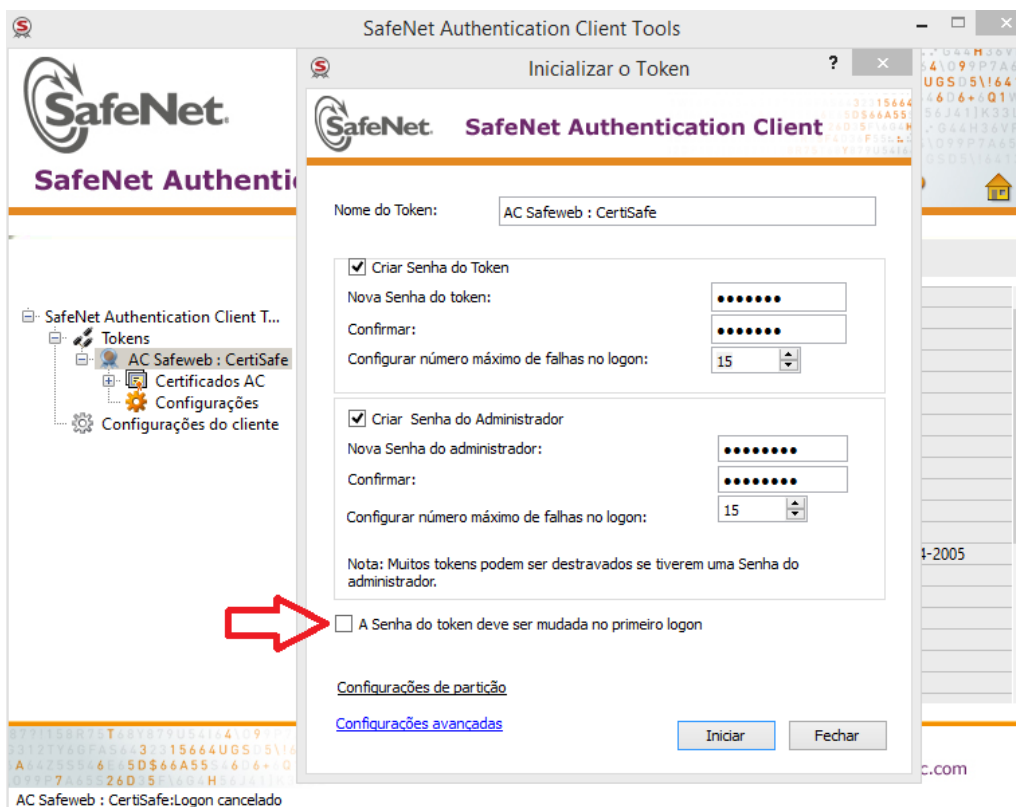 SafeNet Authentication Client Tools
SafeNet.
SafeNet Authenti
SafeNet Authentication Client T...
Tokens
AC Safeweb : CertiSafe
Certificados AC
Configurações
Configurações do cliente
Inicializar o Token
?
SafeNet.
SafeNet Authentication Client
Nome do Token:
AC Safeweb : CertiSafe
Criar Senha do Token
Nova Senha do token:
Confirmar:
Configurar número máximo de falhas no logon:
15
Criar Senha do Administrador
Nova Senha do administrador:
Confirmar:
Configurar número máximo de falhas no logon:
15
Nota: Muitos tokens podem ser destravados se tiverem uma Senha do
administrador.
A Senha do token deve ser mudada no primeiro logon
Configurações de partição
Configurações avançadas
Iniciar
Fechar
4-2005
c.com
AC Safeweb : CertiSafe:Logon cancelado